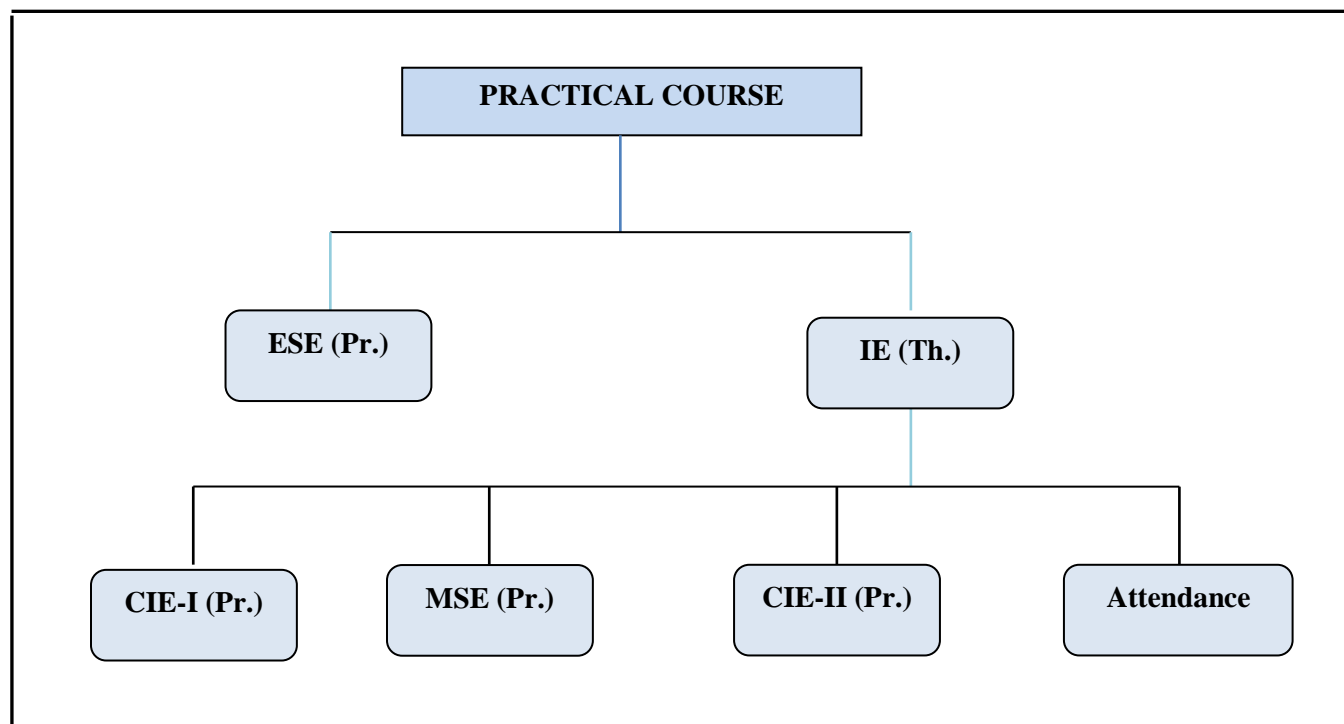 PRACTICAL COURSE
ESE (Pr.)
IE (Th.)
CIE-I (Pr.)
MSE (Pr.)
CIE-II (Pr.)
Attendance